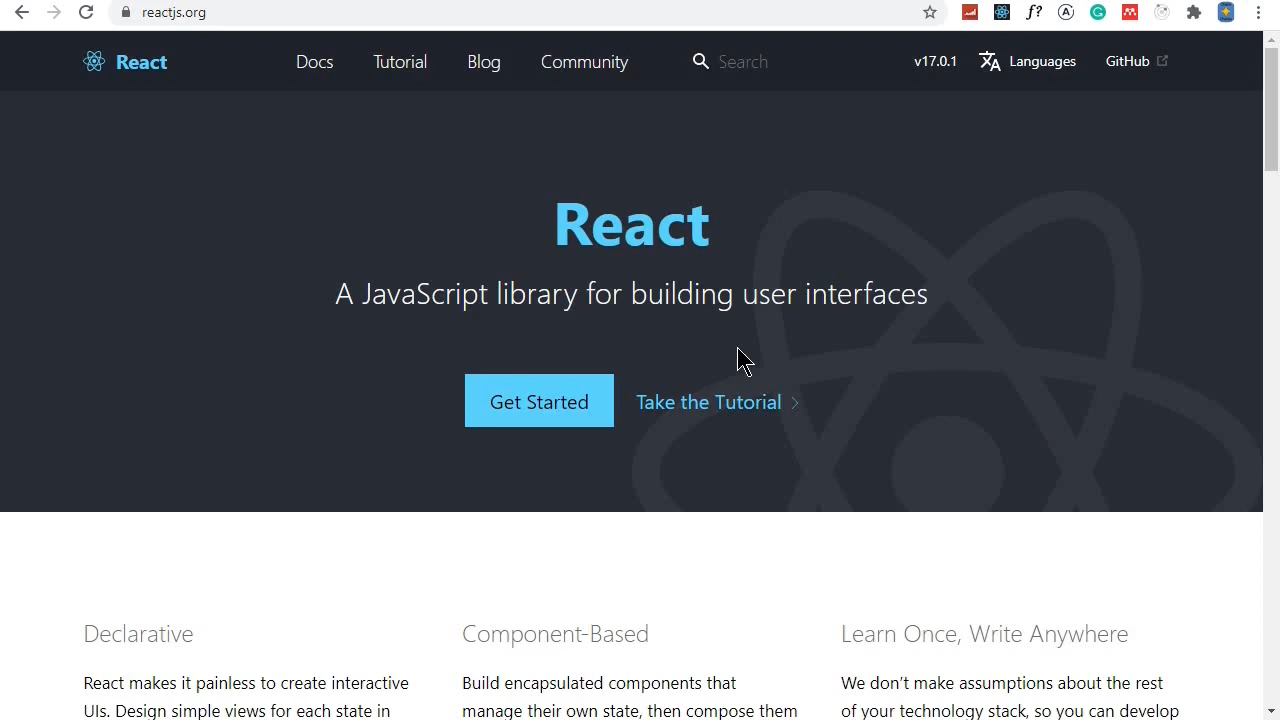 reactjs.org
f?
A
G
React
Docs
Tutorial
Blog
Community
Search
v17.0.1
Languages
GitHub
React
A JavaScript library for building user interfaces
Get Started
Take the Tutorial
Declarative
React makes it painless to create interactive
UIs. Design simple views for each state in
Component-Based
Build encapsulated components that
manage their own state, then compose them
Learn Once, Write Anywhere
We don’t make assumptions about the rest
of your technology stack, so you can develop